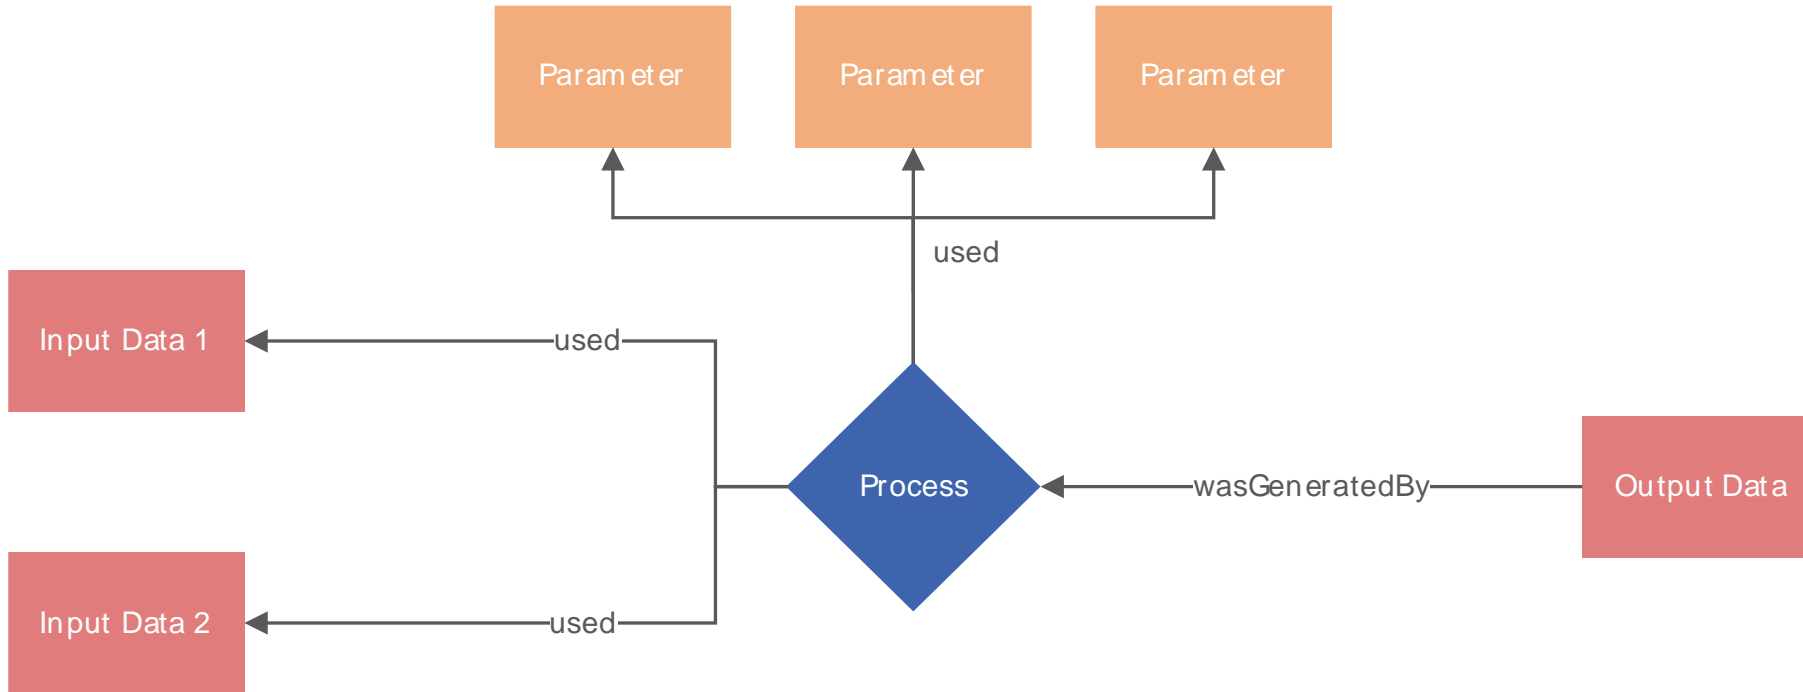 Parameter
Parameter
Parameter
used
Input Data 1
used
Process
wasGeneratedBy
Output Data
Input Data 2
used